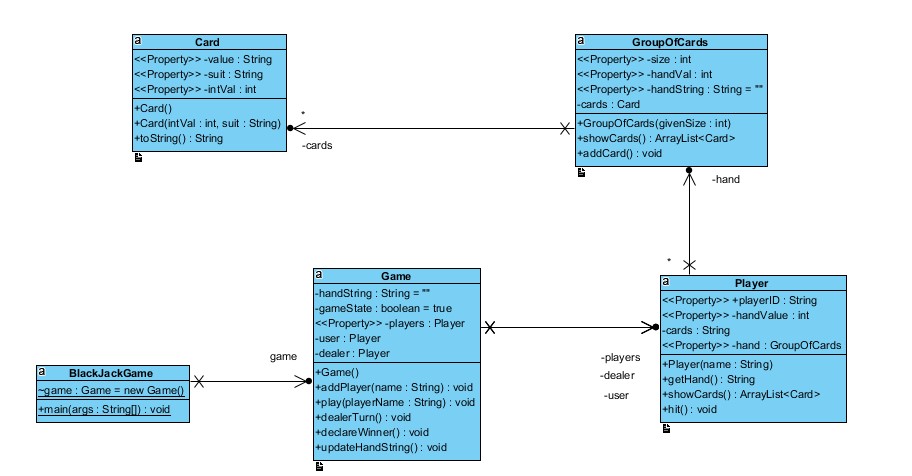 a
Card
<<Property>> -value : String
<<Property>> -suit : String
<<Property>> -intVal : int
+Card()
+Card(intVal : int, suit : String)
+toString() : String
*
-cards
a
GroupOfCards
<<Property>> -size : int
<<Property>> -handVal : int
<<Property>> -handString : String = ""
-cards : Card
+GroupOfCards(givenSize : int)
+showCards() : ArrayList<Card>
+addCard() : void
-hand
*
a
Game
-handString : String = ""
-gameState : boolean = true
<<Property>> -players : Player
-user : Player
-dealer : Player
+Game()
+addPlayer(name : String) : void
+play(playerName : String) : void
+dealerTurn() : void
+declareWinner() : void
+updateHandString() : void
a
Player
<<Property>> +playerID : String
<<Property>> -handValue : int
-cards : String
<<Property>> -hand : GroupOfCards
+Player(name : String)
+getHand() : String
+showCards() : ArrayList<Card>
+hit() : void
-players
-dealer
-user
game
BlackJackGame
~game : Game = new Game()
+main(args : String[]) : void